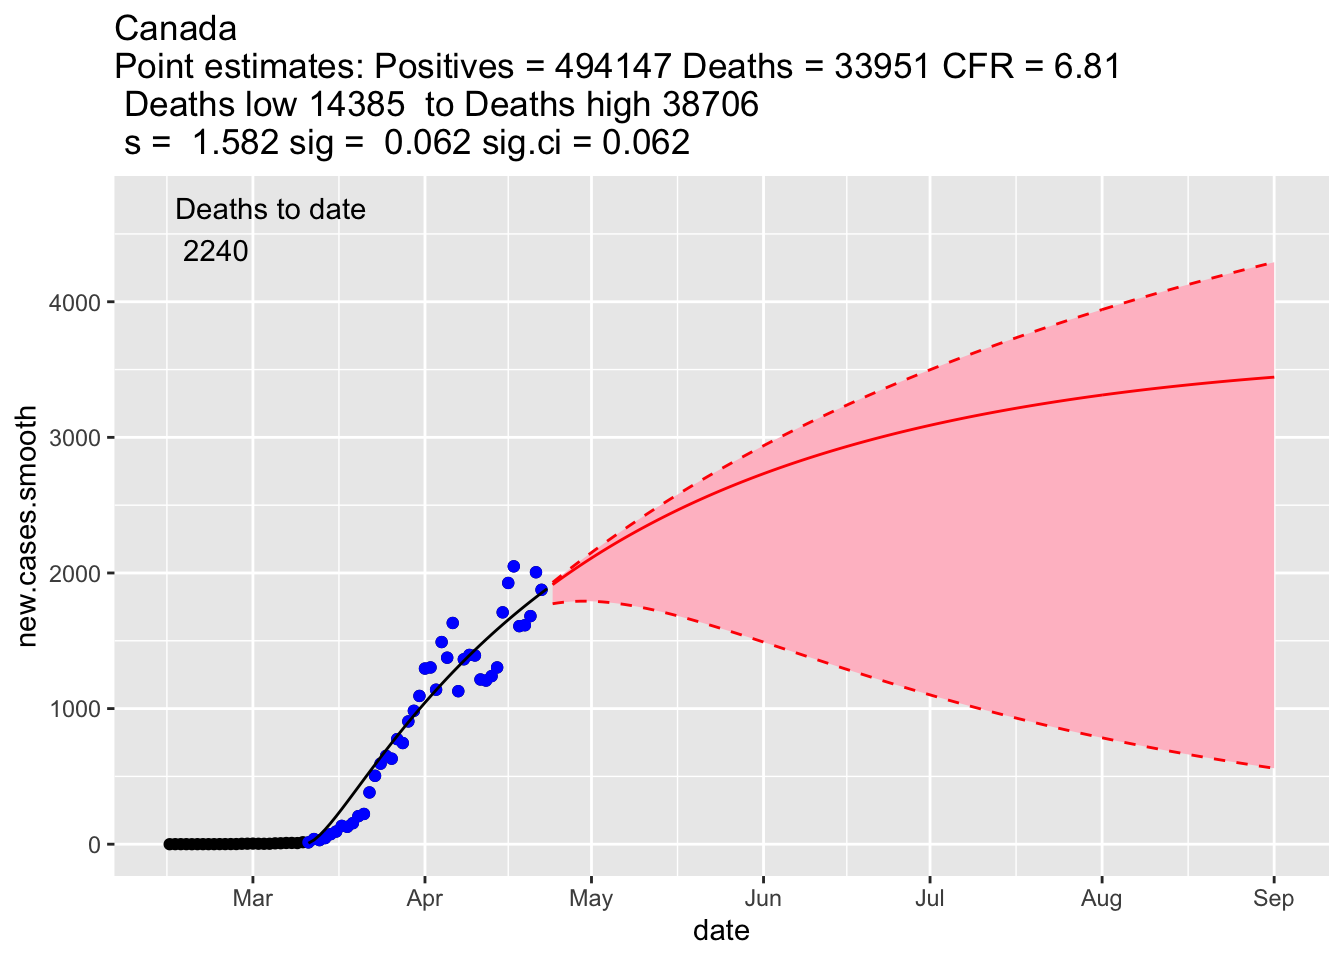 Canada
Point estimates: Positives = 494147 Deaths = 33951 CFR = 6.81
Deaths low 14385  to Deaths high 38706
s =  1.582 sig =  0.062 sig.ci = 0.062
Deaths to date
2240
4000
3000
2000
1000
0
new.cases.smooth
Mar Apr May Jun Jul Aug Sep
date